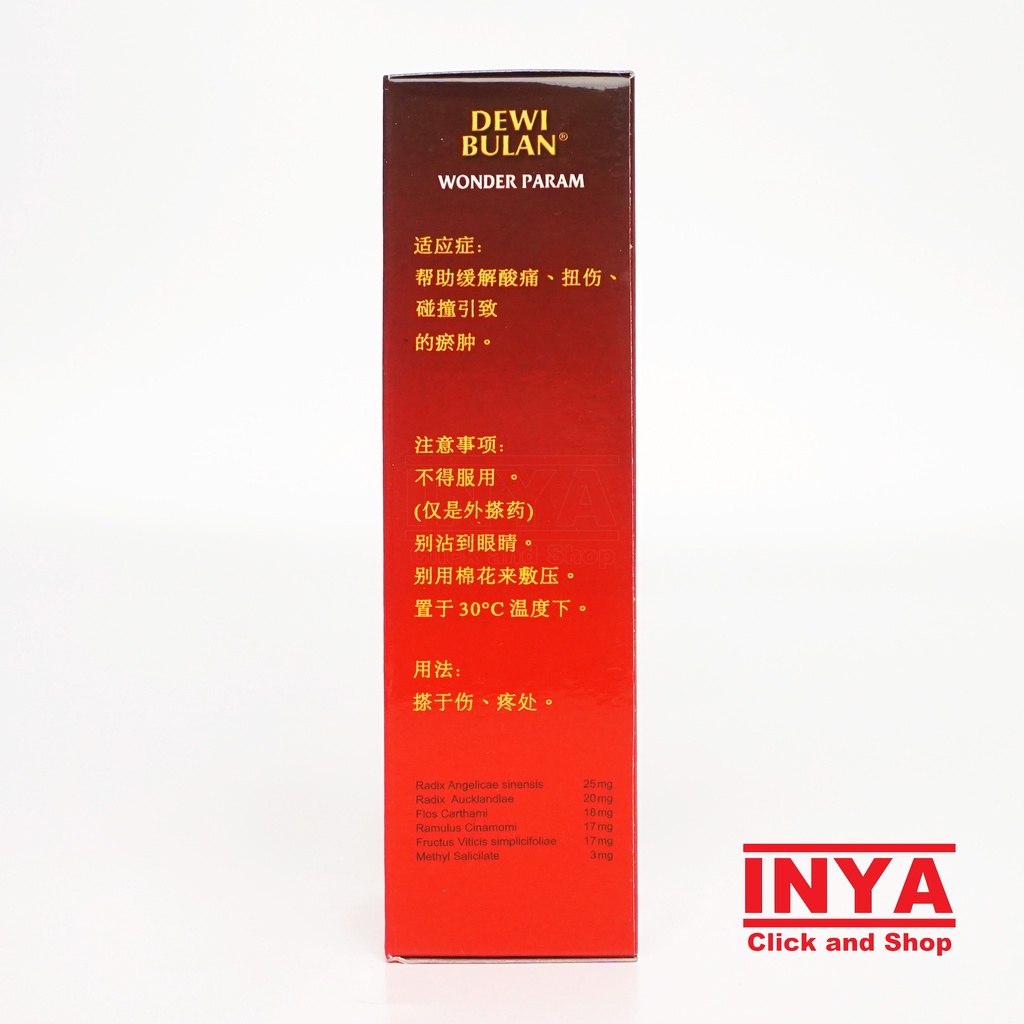 DEWI
BULAN®
WONDER PARAM
适应症:
帮助缓解酸痛、扭伤、
碰撞引致
的瘀肿。
注意事项:
不得服用 。
(仅是外搽药)
别沾到眼睛。
别用棉花来敷压。
置于 30°C 温度下。
用法:
搽于伤、疼处。
Radix Angelicae sinensis 25mg
Radix Aucklandiae 20mg
Flos Carthami 18mg
Ramulus Cinamomi 17mg
Fructus Viticis simplicifoliae 17mg
Methyl Salicilate 3mg
INYA
Click and Shop
INYA
Click and Shop